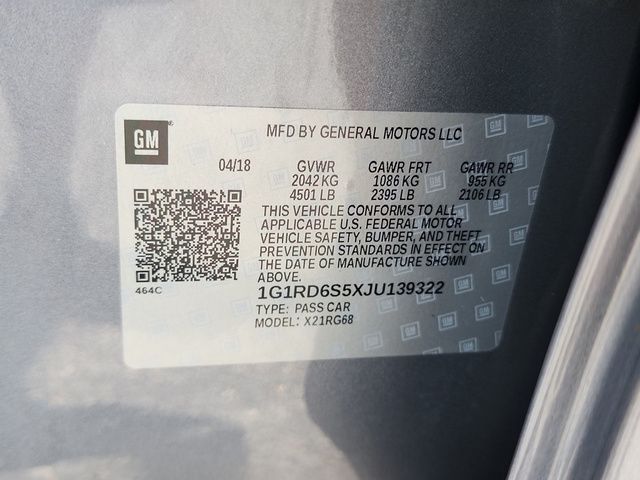 GM
MFD BY GENERAL MOTORS LLC
04/18 GVWR GAWR FRT GAWR RR
2042 KG 1086 KG 955 KG
4501 LB 2395 LB 2106 LB
THIS VEHICLE CONFORMS TO ALL
APPLICABLE U.S. FEDERAL MOTOR
VEHICLE SAFETY, BUMPER, AND THEFT
PREVENTION STANDARDS IN EFFECT ON
THE DATE OF MANUFACTURE SHOWN
ABOVE.
464C
1G1RD6S5XJU139322
TYPE: PASS CAR
MODEL: X21RG68